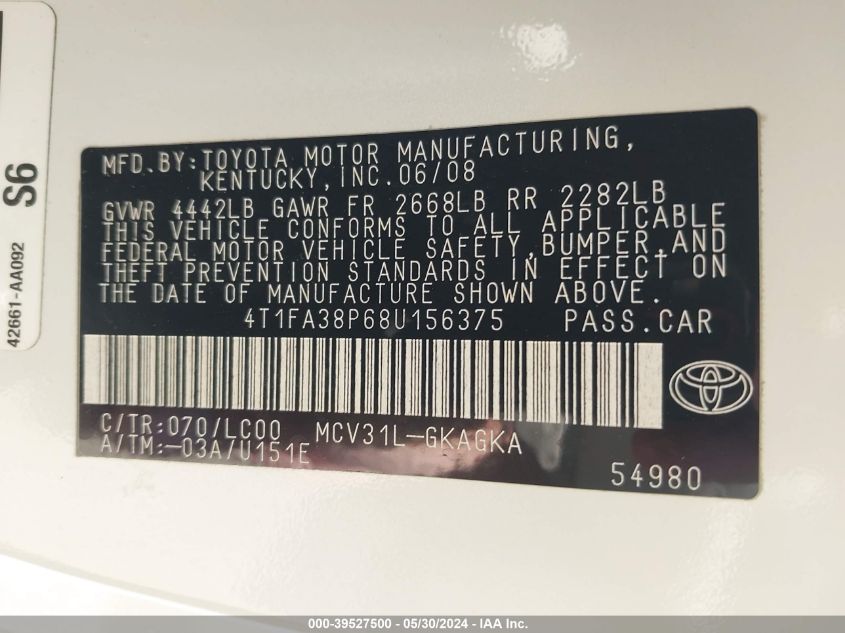 42661-AA092 S6
MFD.BY:TOYOTA MOTOR MANUFACTURING,
KENTUCKY,INC.06/08
GVWR 4442LB GAWR FR 2668LB RR 2282LB
THIS VEHICLE CONFORMS TO ALL APPLICABLE
FEDERAL MOTOR VEHICLE SAFETY,BUMPER,AND
THEFT PREVENTION STANDARDS IN EFFECT ON
THE DATE OF MANUFACTURE SHOWN ABOVE.
4T1FA38P68U156375 PASS.CAR
C/TR:070/LC00 MCV31L-GKAGKA
A/TM:-03A/U151E
54980
000-39527500 - 05/30/2024 - IAA Inc.